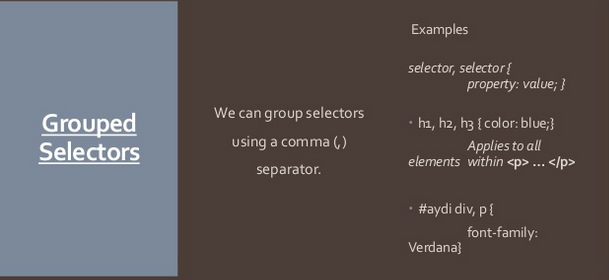 Grouped
Selectors
We can group selectors
using a comma (,)
separator.
Examples
selector, selector {
property: value; }
• h1, h2, h3 { color: blue;}
Applies to all
elements within <p> ... </p>
• #aydi div, p {
font-family:
Verdana}